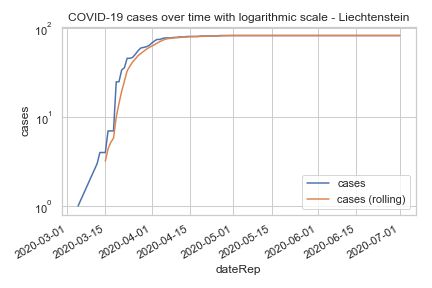 COVID-19 cases over time with logarithmic scale - Liechtenstein
10²
10¹
10⁰
cases
cases
cases (rolling)
2020-03-01
2020-03-15
2020-04-01
2020-04-15
2020-05-01
2020-05-15
2020-06-01
2020-06-15
2020-07-01
dateRep